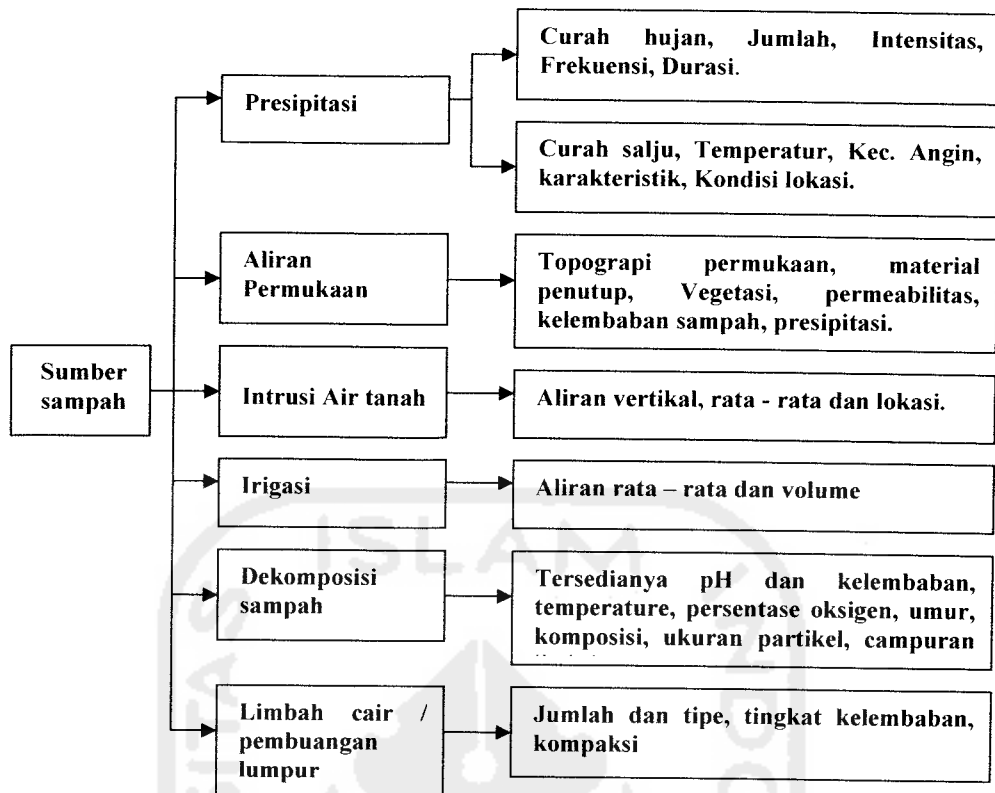 Curah hujan, Jumlah, Intensitas,
Frekuensi, Durasi.
Presipitasi
Curah salju, Temperatur, Kec. Angin,
karakteristik, Kondisi lokasi.
Aliran
Permukaan
Topograpi permukaan, material
penutup, Vegetasi, permeabilitas,
kelembaban sampah, presipitasi.
Sumber
sampah
Intrusi Air tanah
Aliran vertikal, rata - rata dan lokasi.
Irigasi
Aliran rata – rata dan volume
Dekomposisi
sampah
Tersedianya pH dan kelembaban,
temperature, persentase oksigen, umur,
komposisi, ukuran partikel, campuran
Limbah cair /
pembuangan
lumpur
Jumlah dan tipe, tingkat kelembaban,
kompaksi
ISLAM